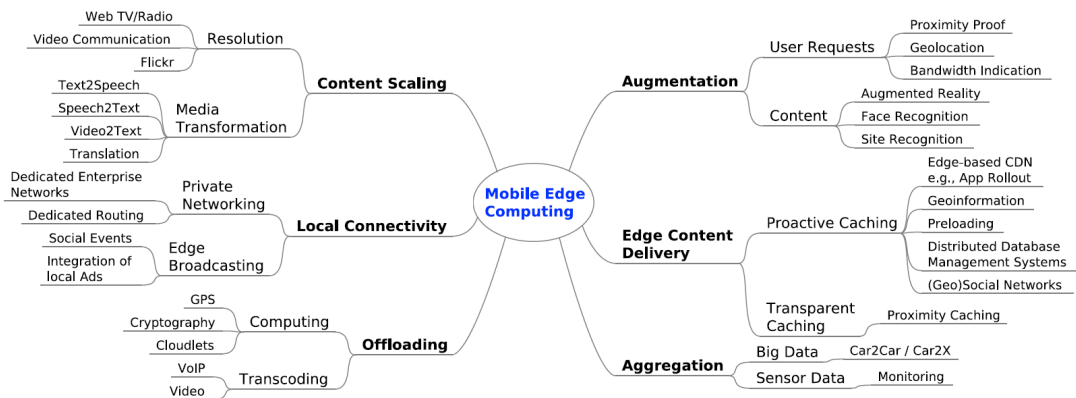 Mobile Edge
Computing
Content Scaling
Resolution
Web TV/Radio
Video Communication
Flickr
Media
Transformation
Text2Speech
Speech2Text
Video2Text
Translation
Local Connectivity
Private
Networking
Dedicated Enterprise
Networks
Dedicated Routing
Edge
Broadcasting
Social Events
Integration of
local Ads
Offloading
Computing
GPS
Cryptography
Cloudlets
Transcoding
VoIP
Video
Augmentation
User Requests
Proximity Proof
Geolocation
Bandwidth Indication
Content
Augmented Reality
Face Recognition
Site Recognition
Edge Content
Delivery
Proactive Caching
Edge-based CDN
e.g., App Rollout
Geoinformation
Preloading
Distributed Database
Management Systems
(Geo)Social Networks
Transparent
Caching
Proximity Caching
Aggregation
Big Data
Car2Car / Car2X
Sensor Data
Monitoring